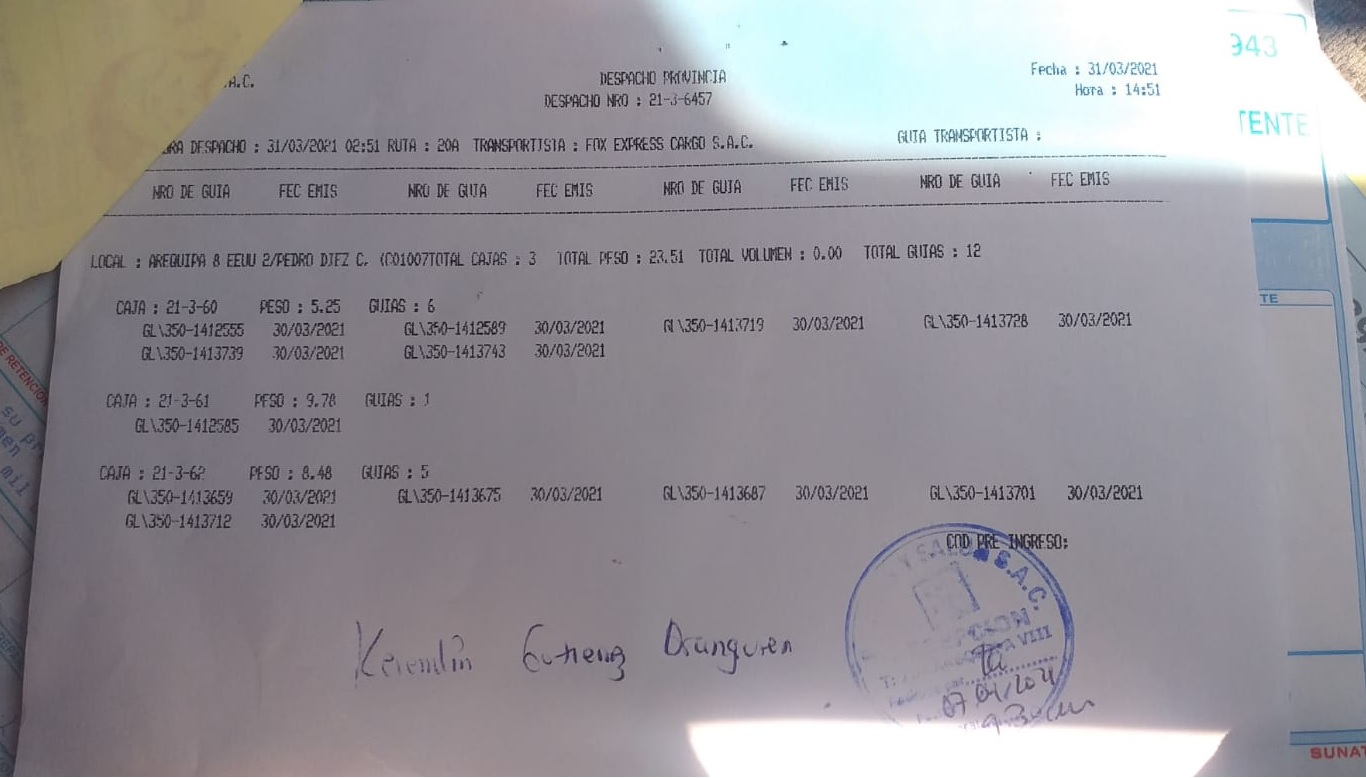 943
TENTE
.A.C.
DESPACHO PROVINCIA
Fecha : 31/03/2021
DESPACHO NRO : 21-3-6457
Hora : 14:51
RA DESPACHO : 31/03/2021 02:51 RUTA : 20A TRANSPORTISTA : FOX EXPRESS CARGO S.A.C. GUIA TRANSPORTISTA :
NRO DE GUIA FEC EMIS NRO DE GUIA FEC EMIS NRO DE GUIA FEC EMIS NRO DE GUIA FEC EMIS
LOCAL : AREQUIPA 8 EEUU 2/PEDRO DIEZ C. (C01007TOTAL CAJAS : 3 TOTAL PESO : 23.51 TOTAL VOLUMEN : 0.00 TOTAL GUIAS : 12
CAJA : 21-3-60 PESO : 5.25 GUIAS : 6
GL\350-1412555 30/03/2021 GL\350-1412589 30/03/2021 GL\350-1413719 30/03/2021 GL\350-1413728 30/03/2021
GL\350-1413739 30/03/2021 GL\350-1413743 30/03/2021
CAJA : 21-3-61 PESO : 9.78 GUIAS : 1
GL\350-1412585 30/03/2021
CAJA : 21-3-62 PESO : 8.48 GUIAS : 5
GL\350-1413659 30/03/2021 GL\350-1413675 30/03/2021 GL\350-1413687 30/03/2021 GL\350-1413701 30/03/2021
GL\350-1413712 30/03/2021
COD PRE INGRESO:
Y SALUD S.A.C.
VIII
TE
SUNAT